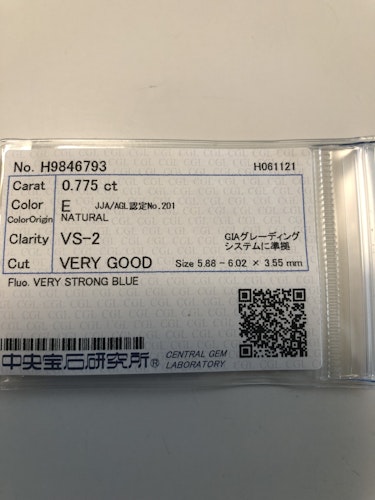 No. H9846793 H061121
Carat 0.775 ct
Color E JJA/AGL認定No.201
ColorOrigin NATURAL
Clarity VS-2 GIAグレーディング
システムに準拠
Cut VERY GOOD Size 5.88 - 6.02 × 3.55 mm
Fluo. VERY STRONG BLUE
中央宝石研究所® CENTRAL GEM
LABORATORY